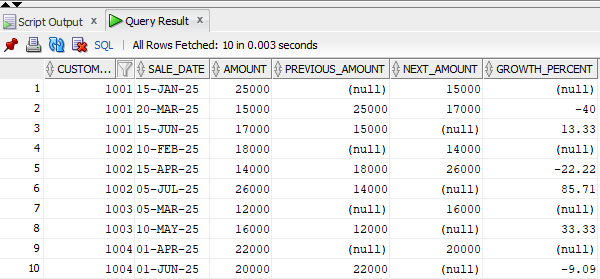 Script Output × Query Result ×
SQL | All Rows Fetched: 10 in 0.003 seconds
CUSTOM... SALE_DATE AMOUNT PREVIOUS_AMOUNT NEXT_AMOUNT GROWTH_PERCENT
1 1001 15-JAN-25 25000 (null) 15000 (null)
2 1001 20-MAR-25 15000 25000 17000 -40
3 1001 15-JUN-25 17000 15000 (null) 13.33
4 1002 10-FEB-25 18000 (null) 14000 (null)
5 1002 15-APR-25 14000 18000 26000 -22.22
6 1002 05-JUL-25 26000 14000 (null) 85.71
7 1003 05-MAR-25 12000 (null) 16000 (null)
8 1003 10-MAY-25 16000 12000 (null) 33.33
9 1004 01-APR-25 22000 (null) 20000 (null)
10 1004 01-JUN-25 20000 22000 (null) -9.09